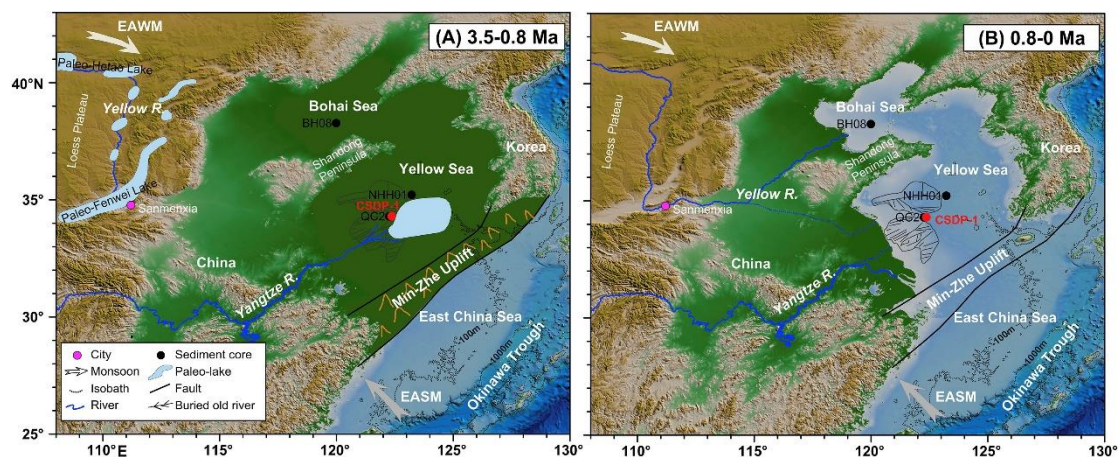 (A) 3.5-0.8 Ma
EAWM
Paleo-Hetao Lake
Yellow R.
Loess Plateau
Paleo-Fenwei Lake
Sanmenxia
Bohai Sea
BH08
Shandong
Peninsula
Korea
Yellow Sea
NHH01
CSDP-1
QC2
China
Yangtze R.
Min-Zhe Uplift
East China Sea
100m
1000m
Okinawa Trough
EASM
City
Sediment core
Monsoon
Paleo-lake
Isobath
Fault
River
Buried old river
40°N
35°
30°
25°
110°E
115°
120°
125°
130°
(B) 0.8-0 Ma
EAWM
Loess Plateau
Sanmenxia
Yellow R.
Bohai Sea
BH08
Shandong
Peninsula
Korea
Yellow Sea
NHH01
QC2
CSDP-1
China
Yangtze R.
Min-Zhe Uplift
East China Sea
100m
1000m
Okinawa Trough
EASM
110°
115°
120°
125°
130°